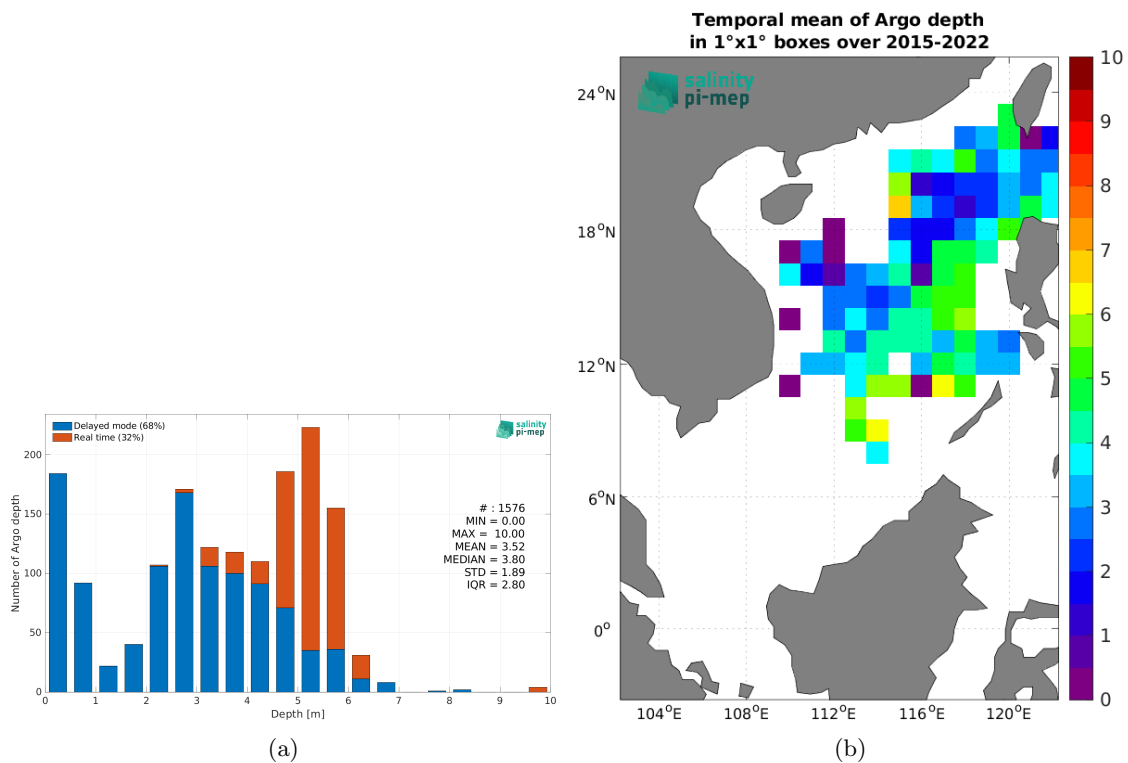 Delayed mode (68%)
Real time (32%)
salinity
pi-mep
Number of Argo depth
200
150
100
50
0
# : 1576
MIN = 0.00
MAX = 10.00
MEAN = 3.52
MEDIAN = 3.80
STD = 1.89
IQR = 2.80
0 1 2 3 4 5 6 7 8 9 10
Depth [m]
(a)
Temporal mean of Argo depth
in 1°x1° boxes over 2015-2022
salinity
pi-mep
24°N
18°N
12°N
6°N
0°
104°E 108°E 112°E 116°E 120°E
10
9
8
7
6
5
4
3
2
1
0
(b)